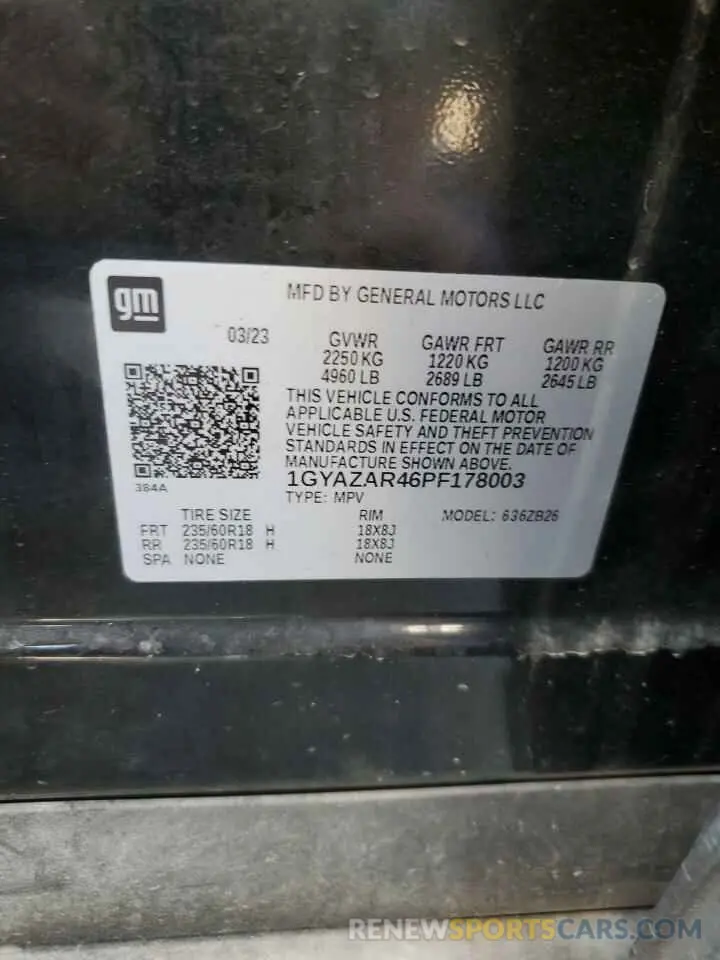 gm
MFD BY GENERAL MOTORS LLC
03/23 GVWR GAWR FRT GAWR RR
2250 KG 1220 KG 1200 KG
4960 LB 2689 LB 2645 LB
THIS VEHICLE CONFORMS TO ALL
APPLICABLE U.S. FEDERAL MOTOR
VEHICLE SAFETY AND THEFT PREVENTION
STANDARDS IN EFFECT ON THE DATE OF
MANUFACTURE SHOWN ABOVE.
384A
1GYAZAR46PF178003
TYPE: MPV
TIRE SIZE RIM MODEL: 636ZB26
FRT 235/60R18 H 18X8J
RR 235/60R18 H 18X8J
SPA NONE NONE
RENEWSPORTSCARS.COM